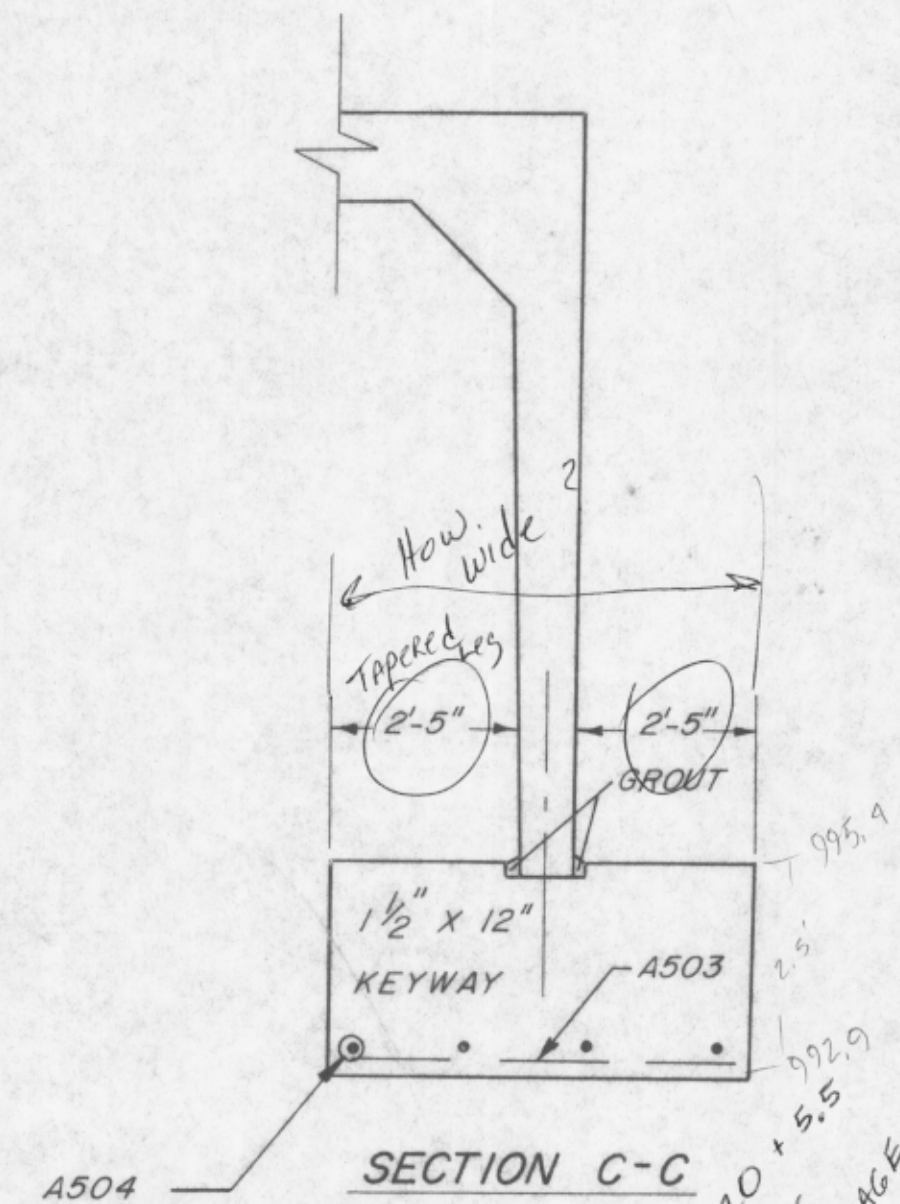 2
How.
wide
TAPERED Leg
2'-5"
2'-5"
GROUT
995.4
1 1/2" X 12"
KEYWAY
A503
2.5'
992.9
A504
SECTION C-C
+ 5.5